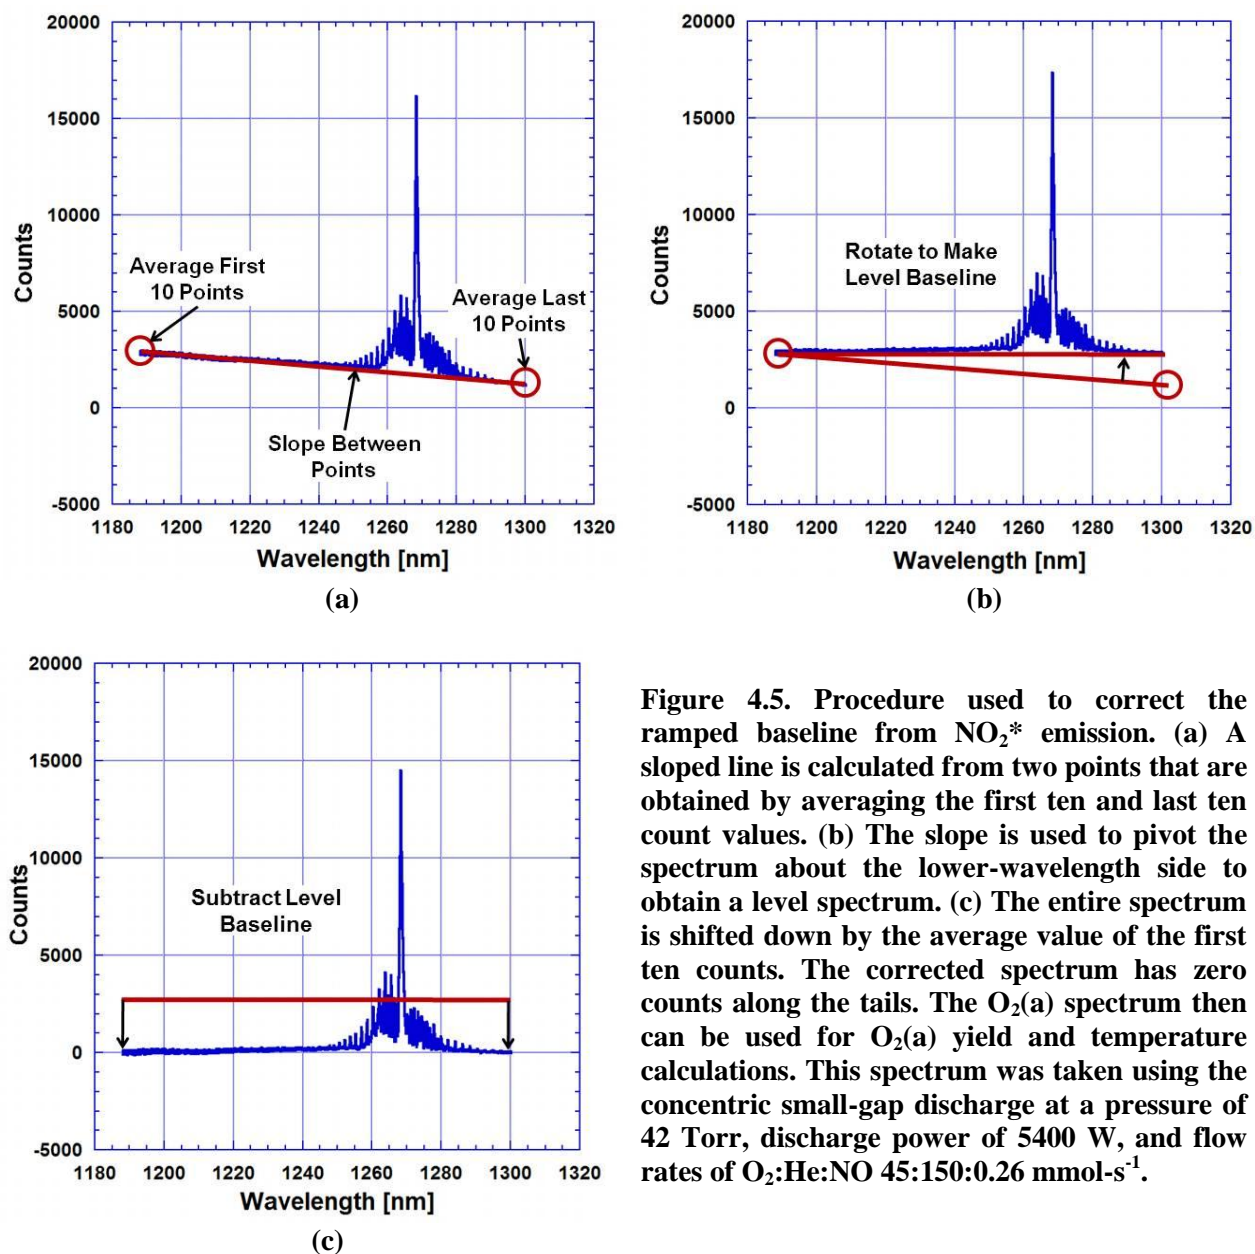 20000
15000
10000
5000
0
-5000
Counts
Average First
10 Points
Average Last
10 Points
Slope Between
Points
1180 1200 1220 1240 1260 1280 1300 1320
Wavelength [nm]
(a)
20000
15000
10000
5000
0
-5000
Counts
Rotate to Make
Level Baseline
1180 1200 1220 1240 1260 1280 1300 1320
Wavelength [nm]
(b)
20000
15000
10000
5000
0
-5000
Counts
Subtract Level
Baseline
1180 1200 1220 1240 1260 1280 1300 1320
Wavelength [nm]
(c)
Figure 4.5. Procedure used to correct the
ramped baseline from NO₂* emission. (a) A
sloped line is calculated from two points that are
obtained by averaging the first ten and last ten
count values. (b) The slope is used to pivot the
spectrum about the lower-wavelength side to
obtain a level spectrum. (c) The entire spectrum
is shifted down by the average value of the first
ten counts. The corrected spectrum has zero
counts along the tails. The O₂(a) spectrum then
can be used for O₂(a) yield and temperature
calculations. This spectrum was taken using the
concentric small-gap discharge at a pressure of
42 Torr, discharge power of 5400 W, and flow
rates of O₂:He:NO 45:150:0.26 mmol-s⁻¹.